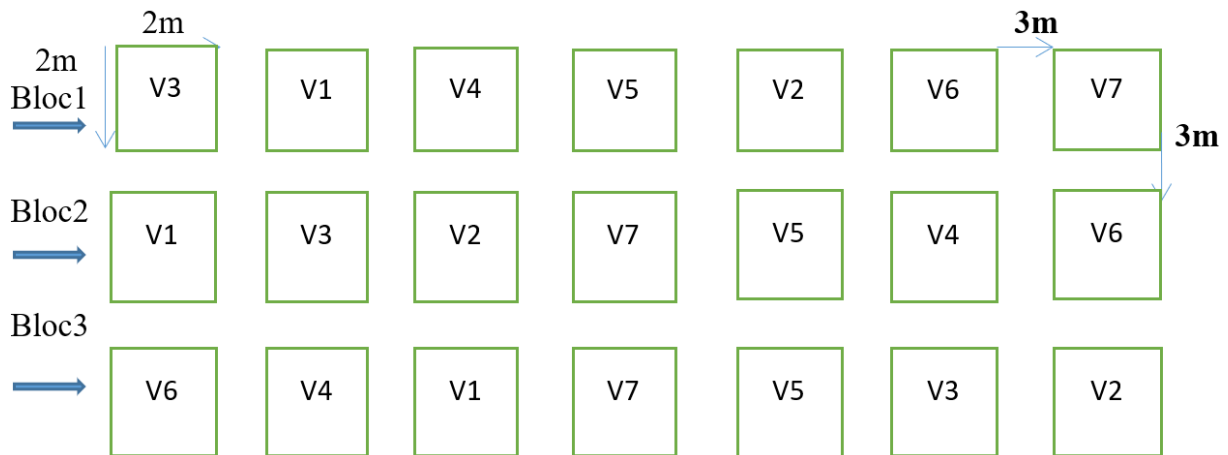 2m 3m
2m
Bloc1
V3 V1 V4 V5 V2 V6 V7
3m
Bloc2
V1 V3 V2 V7 V5 V4 V6
Bloc3
V6 V4 V1 V7 V5 V3 V2